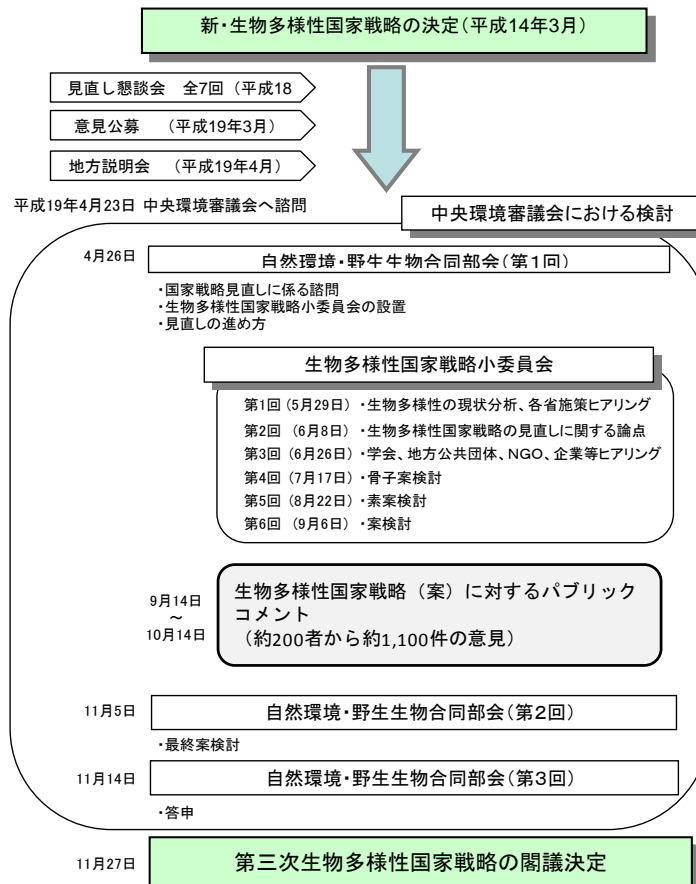 新・生物多様性国家戦略の決定(平成14年3月)
見直し懇談会　全7回（平成18
意見公募　（平成19年3月）
地方説明会　（平成19年4月）
平成19年4月23日 中央環境審議会へ諮問
中央環境審議会における検討
4月26日
自然環境・野生生物合同部会(第1回)
・国家戦略見直しに係る諮問
・生物多様性国家戦略小委員会の設置
・見直しの進め方
生物多様性国家戦略小委員会
第1回 (5月29日) ・生物多様性の現状分析、各省施策ヒアリング
第2回 (6月8日) ・生物多様性国家戦略の見直しに関する論点
第3回 (6月26日) ・学会、地方公共団体、NGO、企業等ヒアリング
第4回 (7月17日) ・骨子案検討
第5回 (8月22日) ・素案検討
第6回 (9月6日) ・案検討
9月14日
～
10月14日
生物多様性国家戦略（案）に対するパブリック
コメント
（約200者から約1,100件の意見）
11月5日
自然環境・野生生物合同部会(第2回)
・最終案検討
11月14日
自然環境・野生生物合同部会(第3回)
・答申
11月27日
第三次生物多様性国家戦略の閣議決定